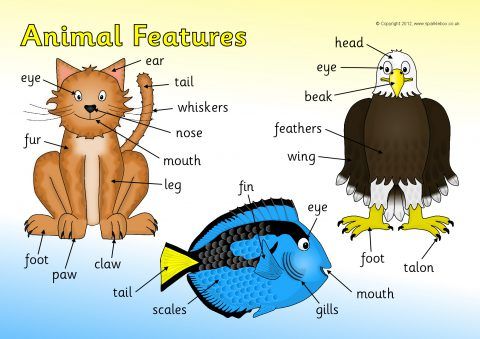 © Copyright 2012, www.sparklebox.co.uk
Animal Features
ear
eye
tail
whiskers
nose
fur
mouth
leg
foot
paw
claw
head
eye
beak
feathers
wing
foot
talon
fin
eye
tail
scales
gills
mouth